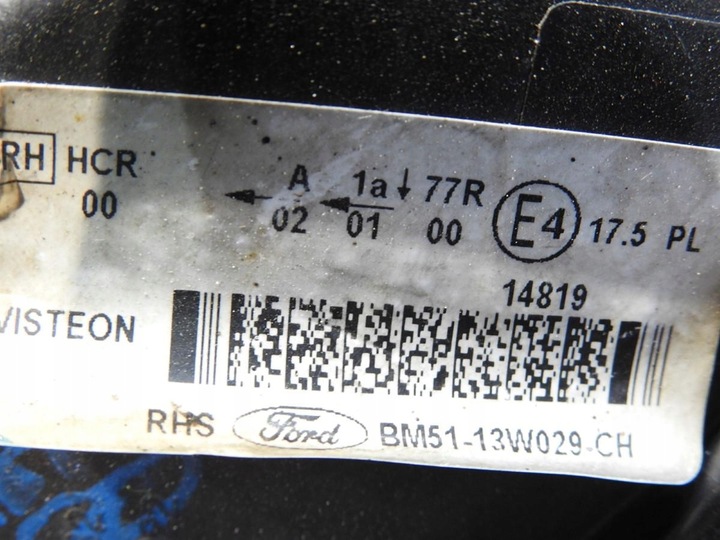 RH HCR A 1a 77R E4 17.5 PL
00 02 01 00
14819
VISTEON
RHS Ford BM51-13W029-CH